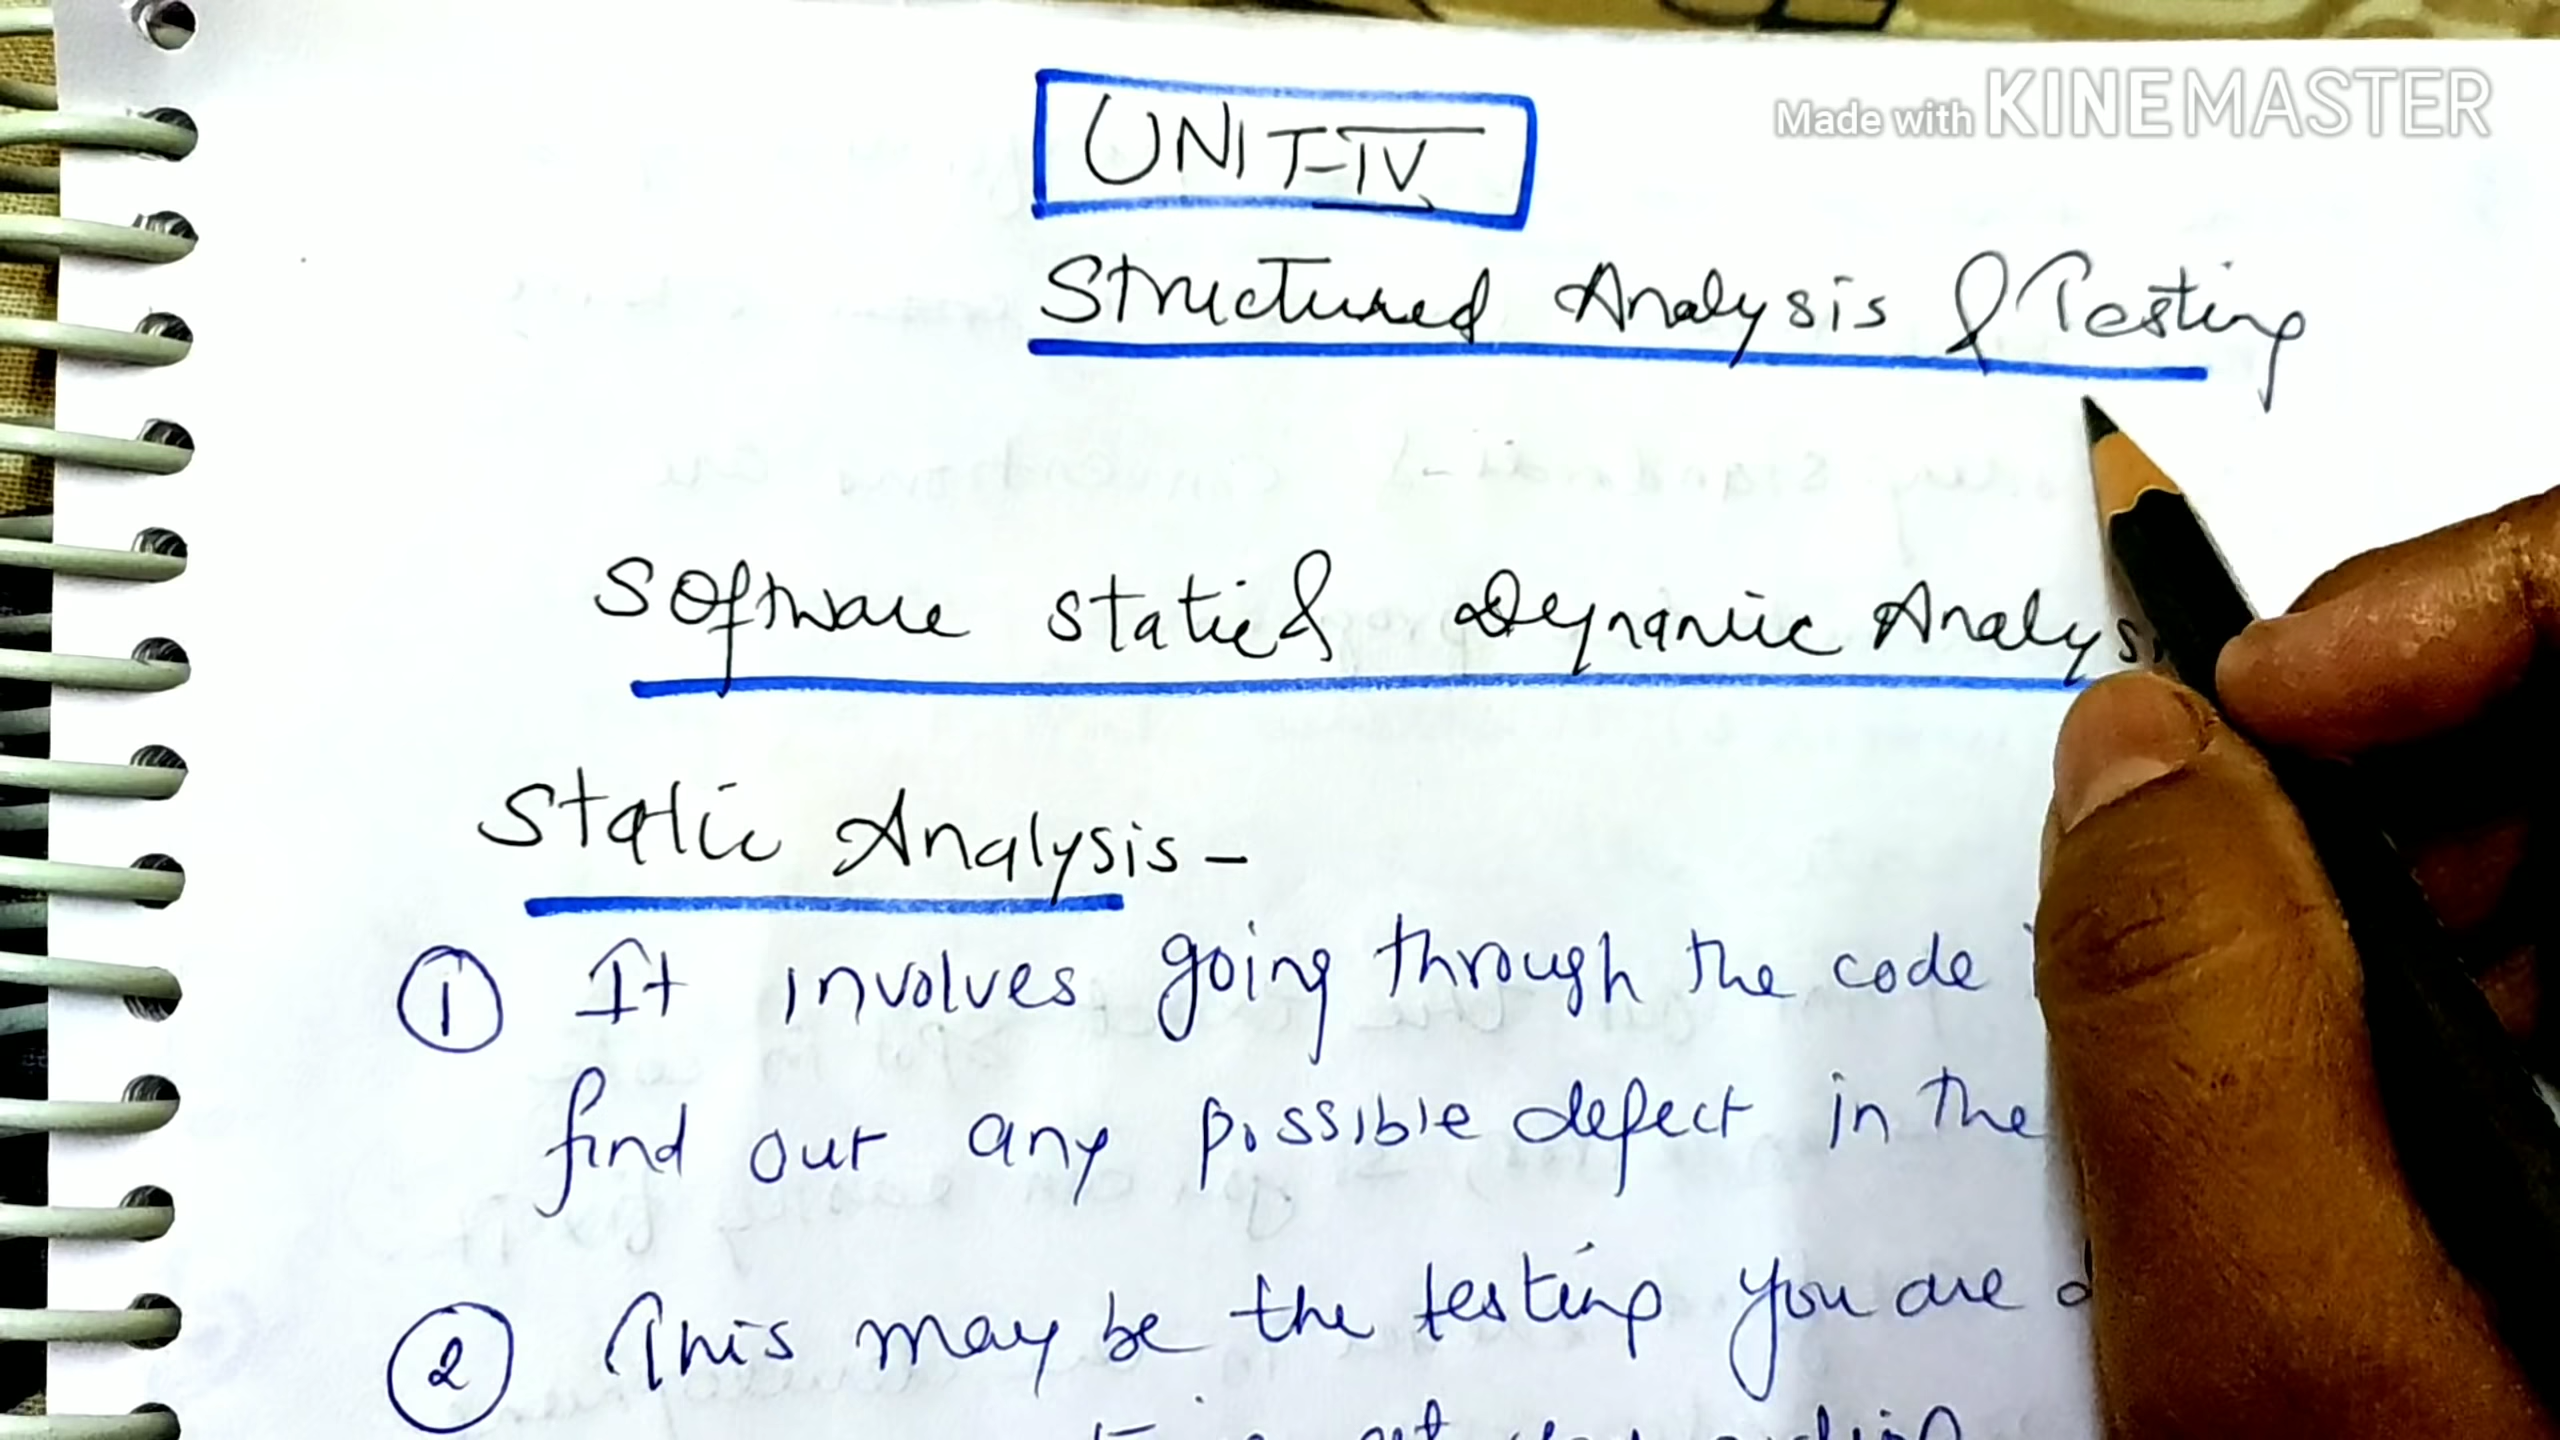 Made with KINEMASTER
UNIT-IV
Structured Analysis & Testing
Software static & Dynamic Analys
Static Analysis -
① It involves going through the code
find out any possible defect in the
② This may be the testing you are